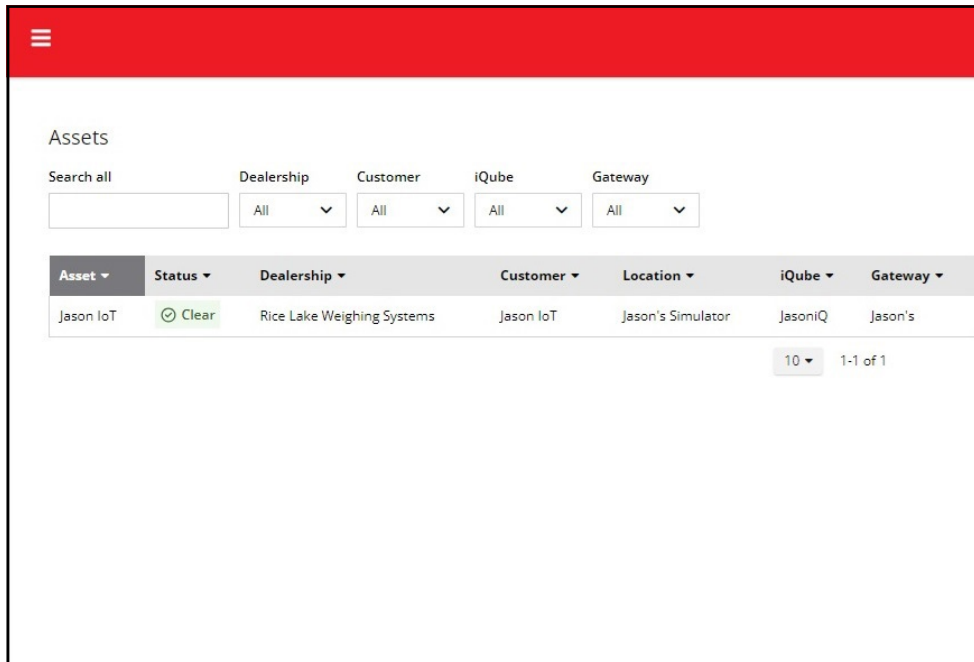 Assets
Search all Dealership Customer iQube Gateway
All All All All
Asset Status Dealership Customer Location iQube Gateway
Jason IoT Clear Rice Lake Weighing Systems Jason IoT Jason's Simulator JasoniQ Jason's
10 1-1 of 1